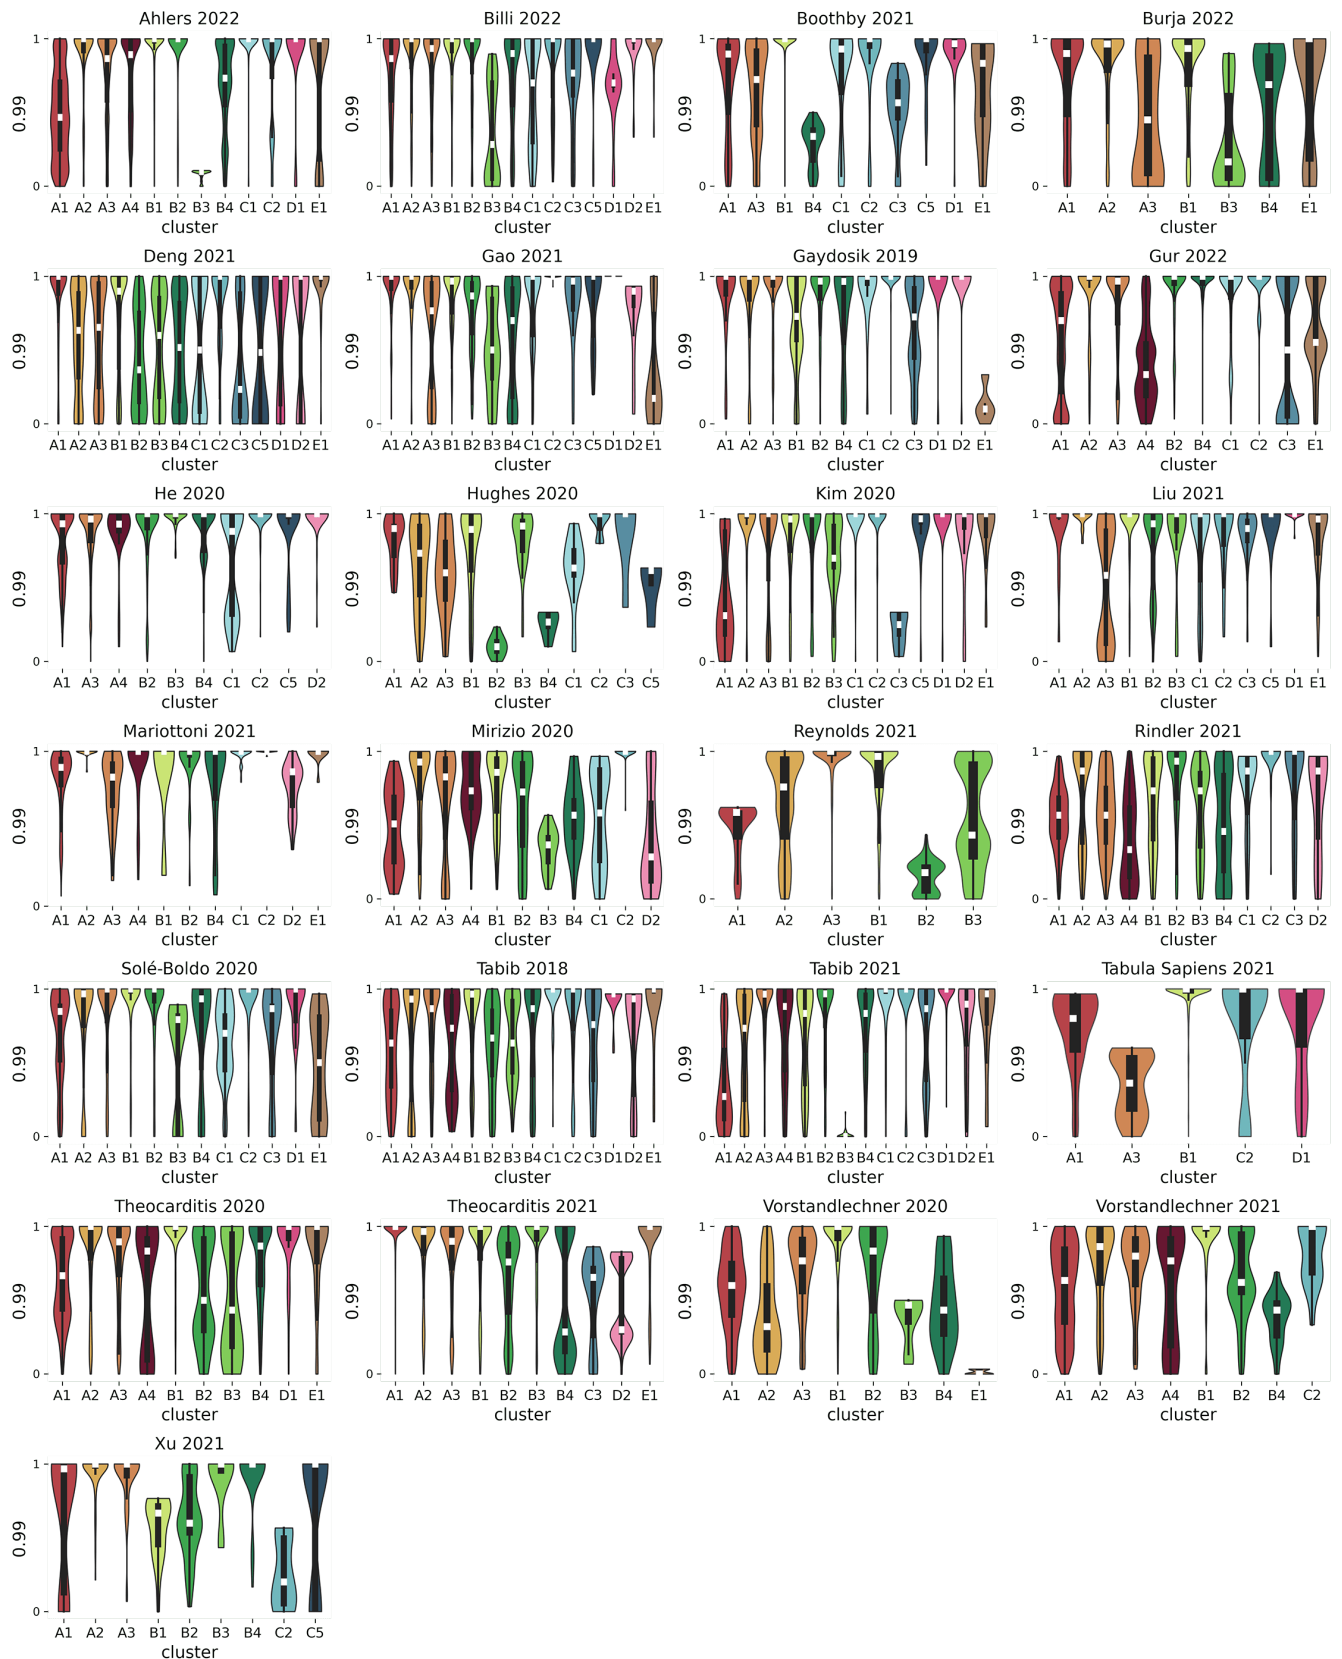 Ahlers 2022
Billi 2022
Boothby 2021
Burja 2022
1
0.99
0
A1 A2 A3 A4 B1 B2 B3 B4 C1 C2 D1 E1
cluster
1
0.99
0
A1 A2 A3 B1 B2 B3 B4 C1 C2 C3 C5 D1 D2 E1
cluster
1
0.99
0
A1 A3 B1 B4 C1 C2 C3 C5 D1 E1
cluster
1
0.99
0
A1 A2 A3 B1 B3 B4 E1
cluster
Deng 2021
Gao 2021
Gaydosik 2019
Gur 2022
1
0.99
0
A1 A2 A3 B1 B2 B3 B4 C1 C2 C3 C5 D1 D2 E1
cluster
1
0.99
0
A1 A2 A3 B1 B2 B3 B4 C1 C2 C3 C5 D1 D2 E1
cluster
1
0.99
0
A1 A2 A3 B1 B2 B4 C1 C2 C3 D1 D2 E1
cluster
1
0.99
0
A1 A2 A3 A4 B2 B4 C1 C2 C3 E1
cluster
He 2020
Hughes 2020
Kim 2020
Liu 2021
1
0.99
0
A1 A3 A4 B2 B3 B4 C1 C2 C5 D2
cluster
1
0.99
0
A1 A2 A3 B1 B2 B3 B4 C1 C2 C3 C5
cluster
1
0.99
0
A1 A2 A3 B1 B2 B3 C1 C2 C3 C5 D1 D2 E1
cluster
1
0.99
0
A1 A2 A3 B1 B2 B3 C1 C2 C3 C5 D1 E1
cluster
Mariottoni 2021
Mirizio 2020
Reynolds 2021
Rindler 2021
1
0.99
0
A1 A2 A3 A4 B1 B2 B4 C1 C2 D2 E1
cluster
1
0.99
0
A1 A2 A3 A4 B1 B2 B3 B4 C1 C2 D2
cluster
1
0.99
0
A1 A2 A3 B1 B2 B3
cluster
1
0.99
0
A1 A2 A3 A4 B1 B2 B3 B4 C1 C2 C3 D2
cluster
Solé-Boldo 2020
Tabib 2018
Tabib 2021
Tabula Sapiens 2021
1
0.99
0
A1 A2 A3 B1 B2 B3 B4 C1 C2 C3 D1 E1
cluster
1
0.99
0
A1 A2 A3 A4 B1 B2 B3 B4 C1 C2 C3 D1 D2 E1
cluster
1
0.99
0
A1 A2 A3 A4 B1 B2 B3 B4 C1 C2 C3 D1 D2 E1
cluster
1
0.99
0
A1 A3 B1 C2 D1
cluster
Theocarditis 2020
Theocarditis 2021
Vorstandlechner 2020
Vorstandlechner 2021
1
0.99
0
A1 A2 A3 A4 B1 B2 B3 B4 D1 E1
cluster
1
0.99
0
A1 A2 A3 B1 B2 B3 B4 C3 D2 E1
cluster
1
0.99
0
A1 A2 A3 B1 B2 B3 B4 E1
cluster
1
0.99
0
A1 A2 A3 A4 B1 B2 B4 C2
cluster
Xu 2021
1
0.99
0
A1 A2 A3 B1 B2 B3 B4 C2 C5
cluster